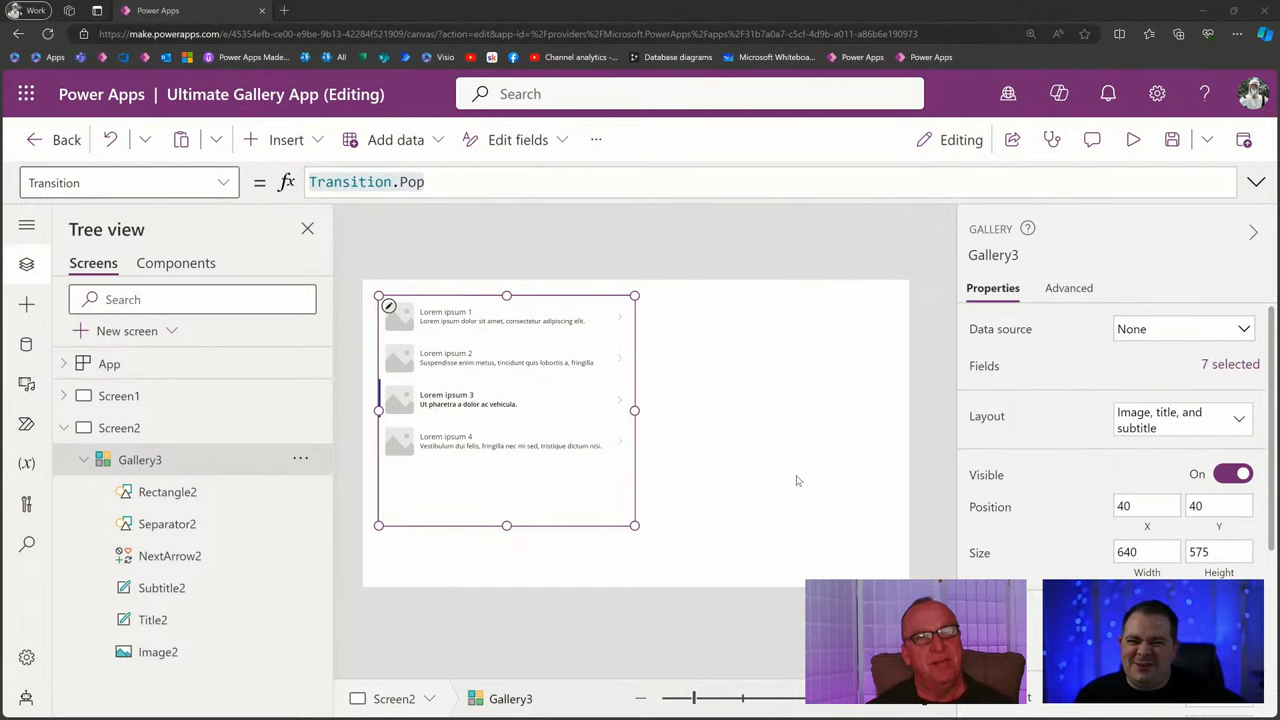 Work
Power Apps
https://make.powerapps.com/e/45354efb-ce00-e9be-9b13-42284f521909/canvas/?action=edit&app-id=%2Fproviders%2FMicrosoft.PowerApps%2Fapps%2F31b7a0a7-c5cf-4d9b-a011-a86b6e919073
Apps
All
Power Apps Made...
All
Visio
Channel analytics -...
Database diagrams
Microsoft Whiteboa...
Power Apps
Power Apps
Power Apps | Ultimate Gallery App (Editing)
Search
Back
Insert
Add data
Edit fields
Editing
Transition
= fx Transition.Pop
Tree view
Screens
Components
Search
New screen
App
Screen1
Screen2
Gallery3
Rectangle2
Separator2
NextArrow2
Subtitle2
Title2
Image2
Lorem ipsum 1
Lorem ipsum dolor sit amet, consectetur adipiscing elit.
Lorem ipsum 2
Suspendisse enim metus, tincidunt quis lobortis a, fringilla
Lorem ipsum 3
Ut pharetra a dolor ac vehicula.
Lorem ipsum 4
Vestibulum dui felis, fringilla nec mi sed, tristique dictum nisi.
Screen2
Gallery3
GALLERY
Gallery3
Properties
Advanced
Data source
None
Fields
7 selected
Layout
Image, title, and
subtitle
Visible
On
Position
40
40
X
Y
Size
640
575
Width
Height